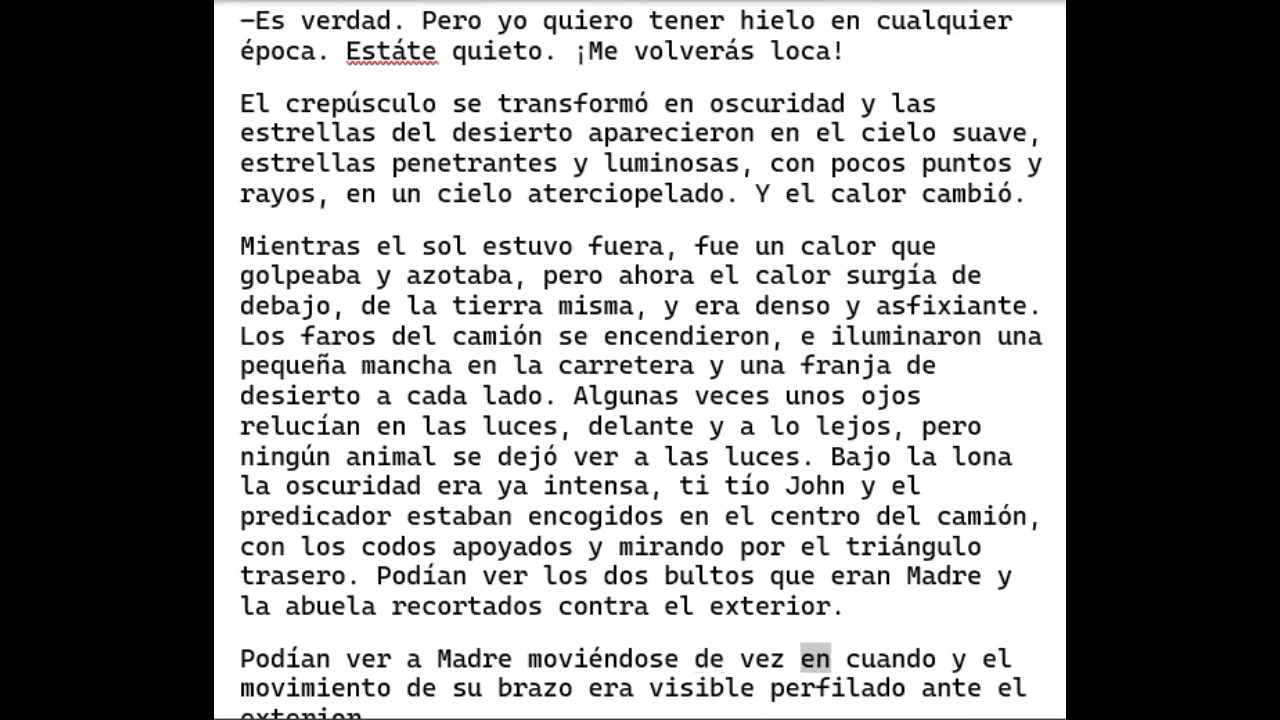 —Es verdad. Pero yo quiero tener hielo en cualquier
época. Estáte quieto. ¡Me volverás loca!
El crepúsculo se transformó en oscuridad y las
estrellas del desierto aparecieron en el cielo suave,
estrellas penetrantes y luminosas, con pocos puntos y
rayos, en un cielo aterciopelado. Y el calor cambió.
Mientras el sol estuvo fuera, fue un calor que
golpeaba y azotaba, pero ahora el calor surgía de
debajo, de la tierra misma, y era denso y asfixiante.
Los faros del camión se encendieron, e iluminaron una
pequeña mancha en la carretera y una franja de
desierto a cada lado. Algunas veces unos ojos
relucían en las luces, delante y a lo lejos, pero
ningún animal se dejó ver a las luces. Bajo la lona
la oscuridad era ya intensa, ti tío John y el
predicador estaban encogidos en el centro del camión,
con los codos apoyados y mirando por el triángulo
trasero. Podían ver los dos bultos que eran Madre y
la abuela recortados contra el exterior.
Podían ver a Madre moviéndose de vez en cuando y el
movimiento de su brazo era visible perfilado ante el
exterior